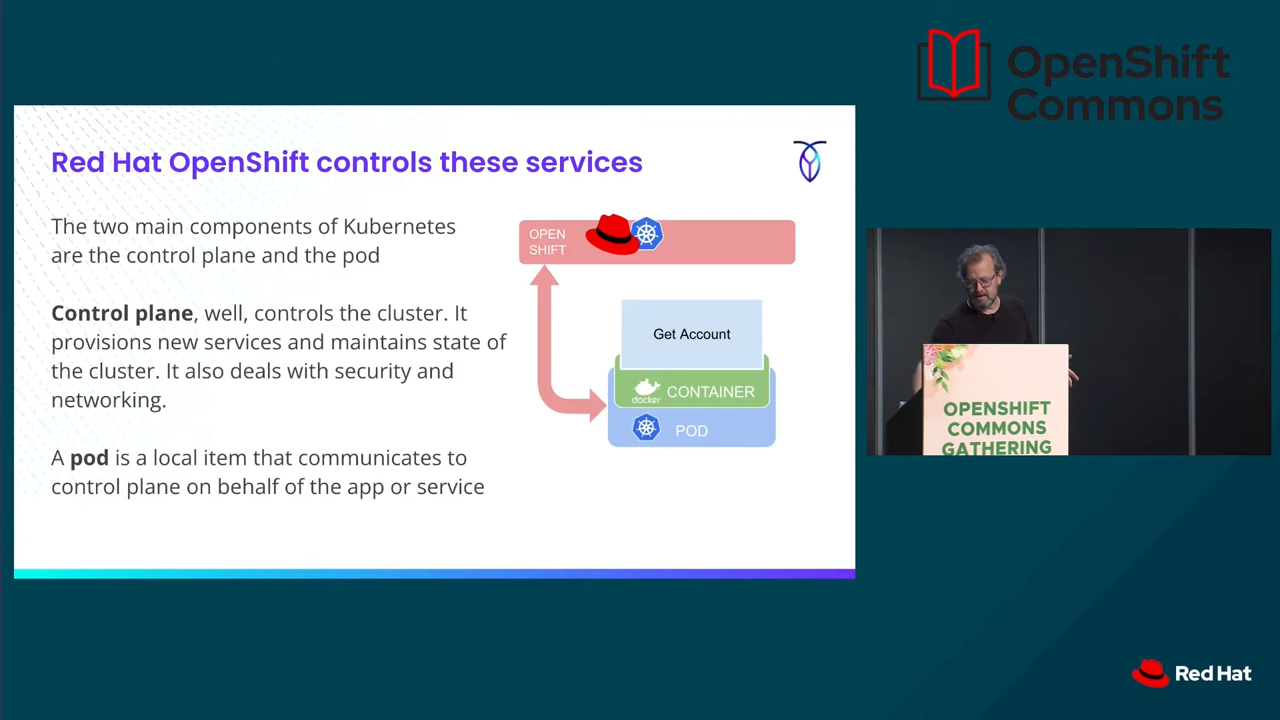 OpenShift
Commons
Red Hat OpenShift controls these services
The two main components of Kubernetes
are the control plane and the pod
Control plane, well, controls the cluster. It
provisions new services and maintains state of
the cluster. It also deals with security and
networking.
A pod is a local item that communicates to
control plane on behalf of the app or service
OPEN
SHIFT
Get Account
docker
CONTAINER
POD
OPENSHIFT
COMMONS
GATHERING
Red Hat